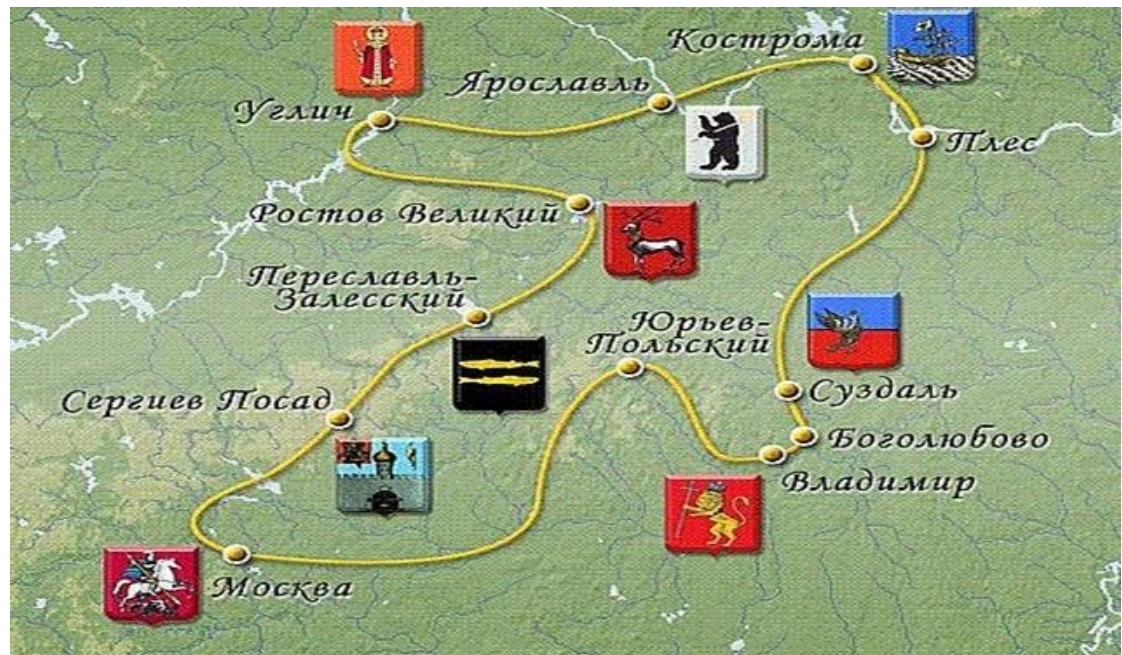 Кострома
Ярославль
Углич
Плес
Ростов Великий
Переславль-
Залесский
Юрьев-
Польский
Сергиев Посад
Суздаль
Боголюбово
Владимир
Москва